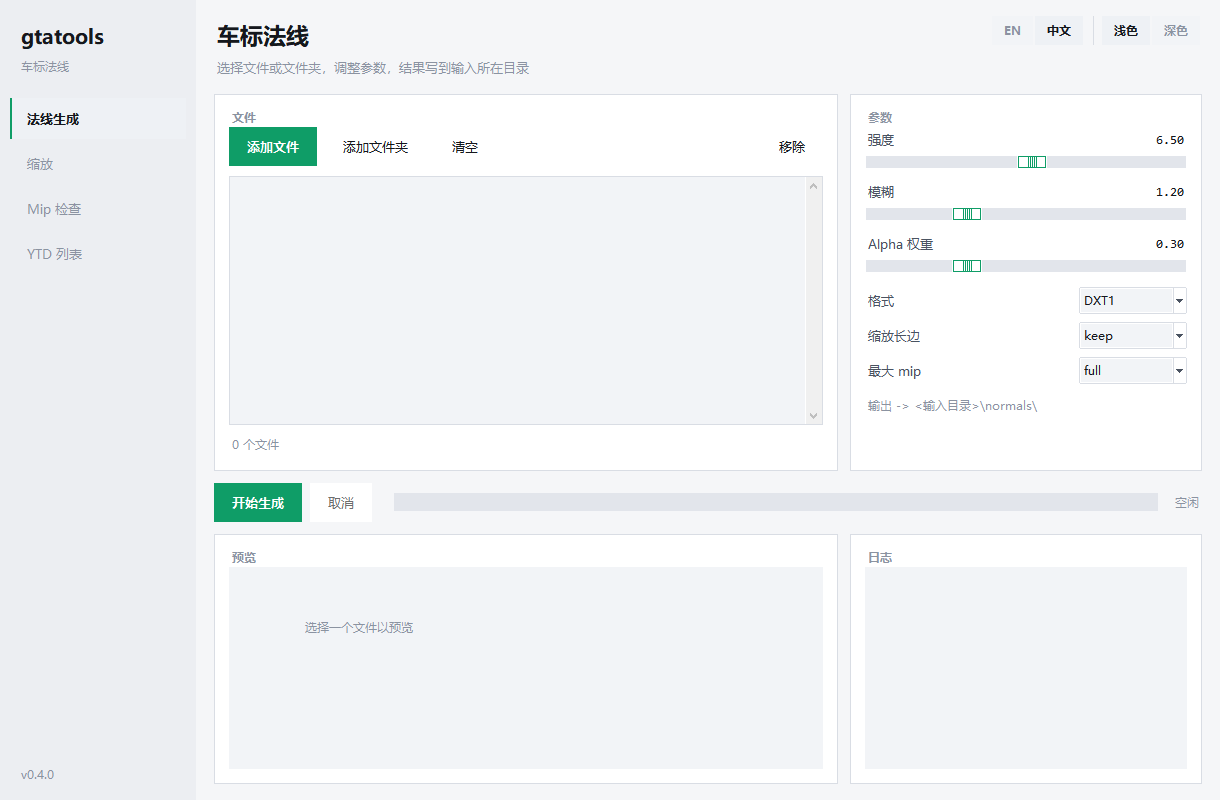 gtatools
车标法线
法线生成
缩放
Mip 检查
YTD 列表
v0.4.0
车标法线
选择文件或文件夹，调整参数，结果写到输入所在目录
EN 中文 浅色 深色
文件
添加文件 添加文件夹 清空 移除
0 个文件
参数
强度 6.50
模糊 1.20
Alpha 权重 0.30
格式 DXT1
缩放长边 keep
最大 mip full
输出 -> <输入目录>\normals\
开始生成 取消 空闲
预览
选择一个文件以预览
日志